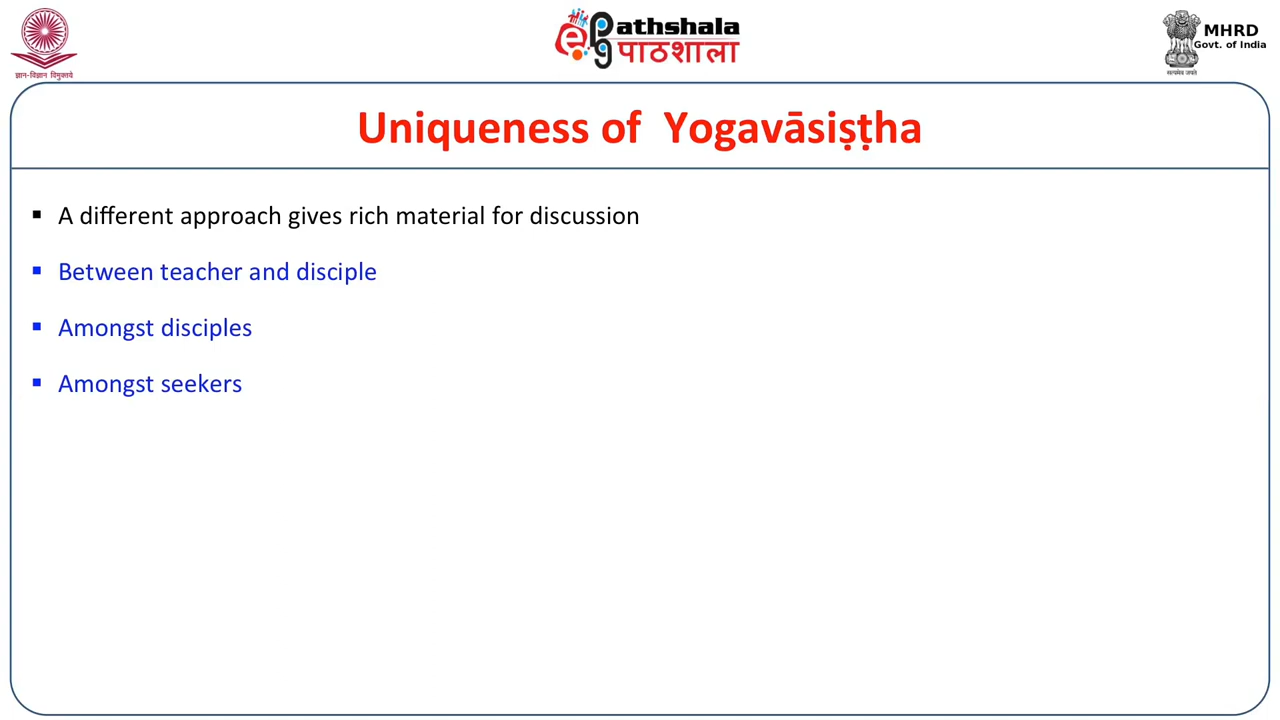 ज्ञान-विज्ञान विमुक्तये
epg Pathshala
पाठशाला
MHRD
Govt. of India
सत्यमेव जयते
Uniqueness of Yogavāsiṣṭha
▪ A different approach gives rich material for discussion
▪ Between teacher and disciple
▪ Amongst disciples
▪ Amongst seekers